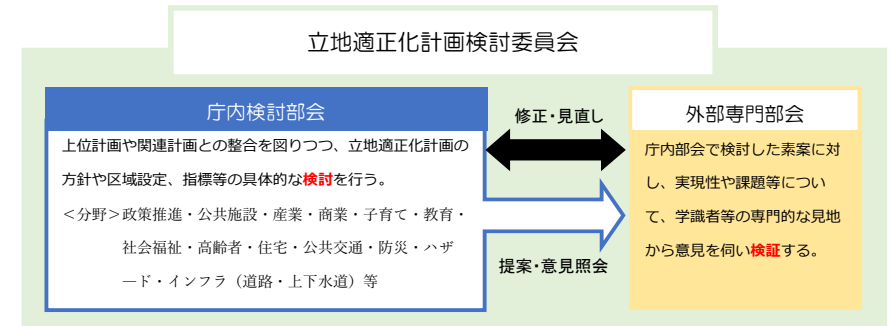 立地適正化計画検討委員会
庁内検討部会
上位計画や関連計画との整合を図りつつ、立地適正化計画の
方針や区域設定、指標等の具体的な検討を行う。
＜分野＞政策推進・公共施設・産業・商業・子育て・教育・
社会福祉・高齢者・住宅・公共交通・防災・ハザ
―ド・インフラ（道路・上下水道）等
修正・見直し
提案・意見照会
外部専門部会
庁内部会で検討した素案に対
し、実現性や課題等につい
て、学識者等の専門的な見地
から意見を伺い検証する。